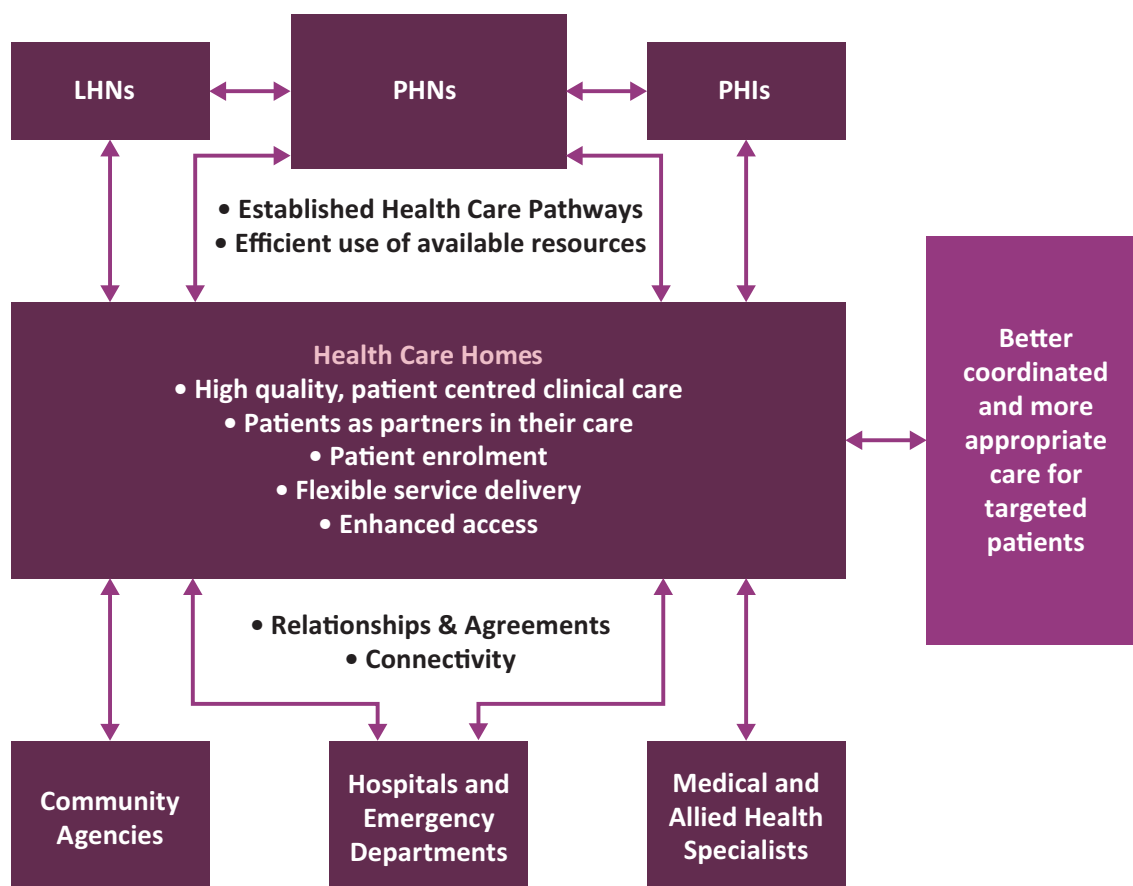 LHNs
PHNs
PHIs
• Established Health Care Pathways
• Efficient use of available resources
Health Care Homes
• High quality, patient centred clinical care
• Patients as partners in their care
• Patient enrolment
• Flexible service delivery
• Enhanced access
Better
coordinated
and more
appropriate
care for
targeted
patients
• Relationships & Agreements
• Connectivity
Community
Agencies
Hospitals and
Emergency
Departments
Medical and
Allied Health
Specialists